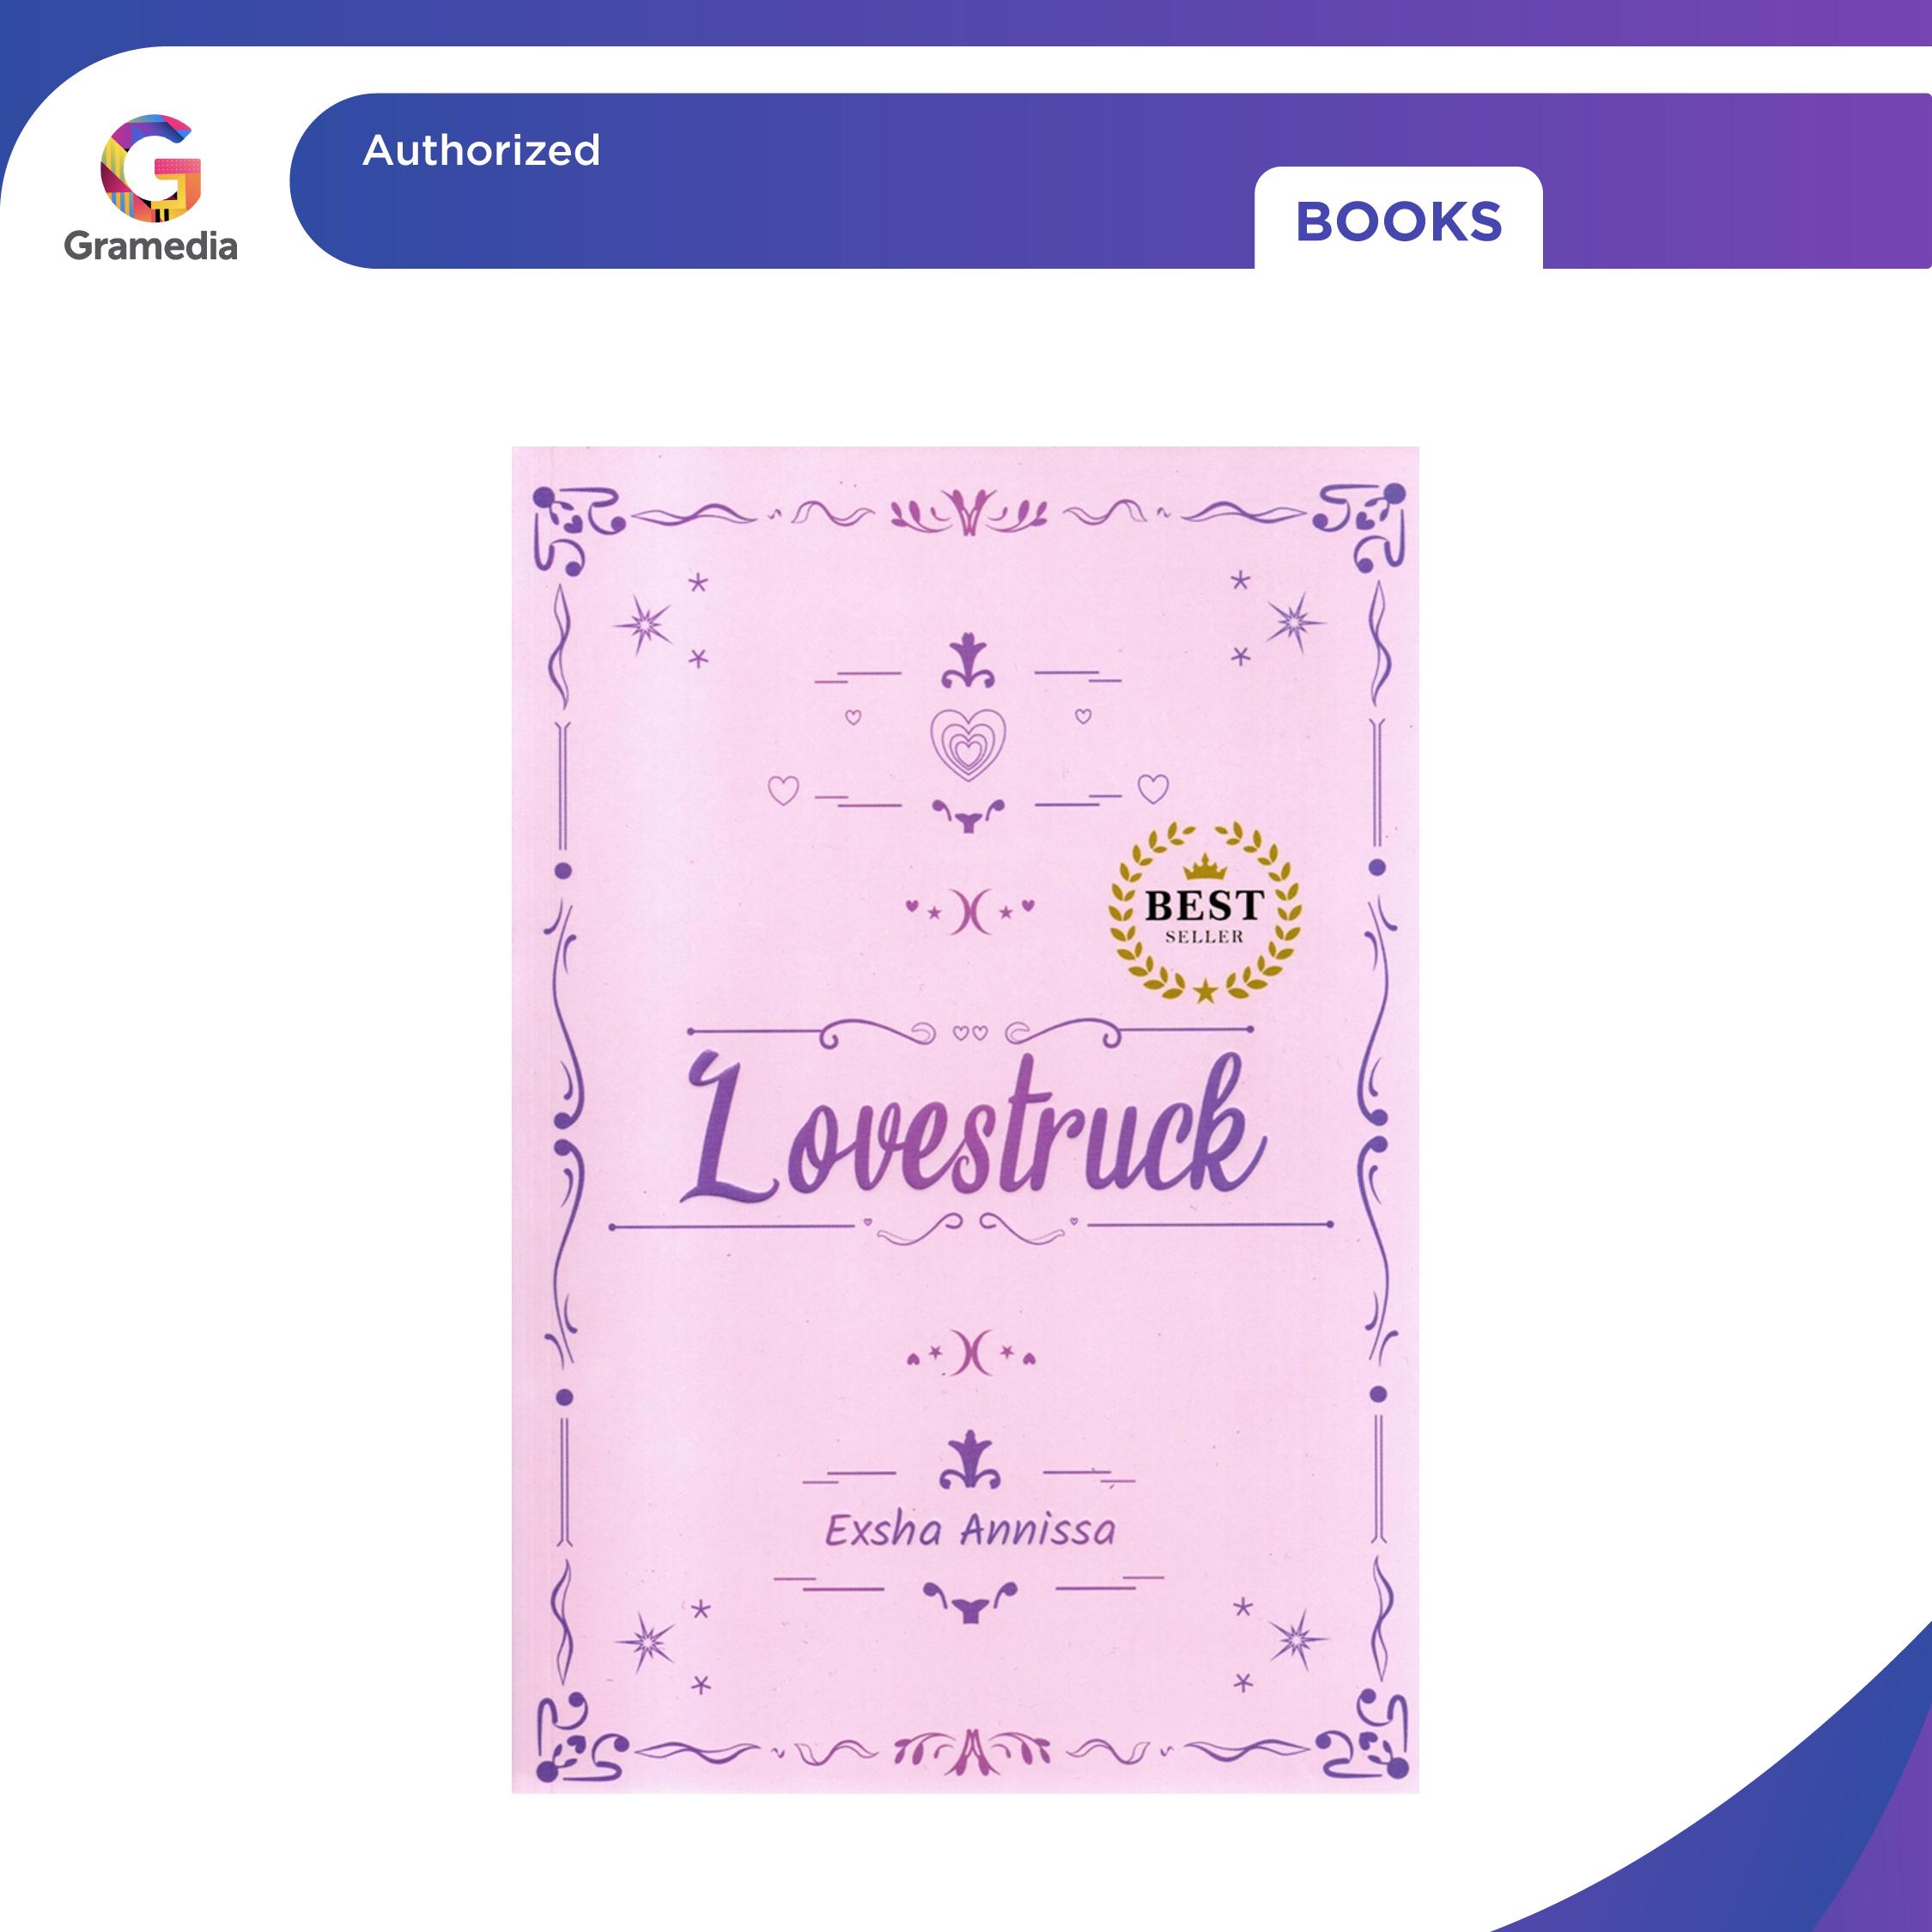 Authorized
Gramedia
BOOKS
BEST
SELLER
Lovestruck
Exsha Annissa